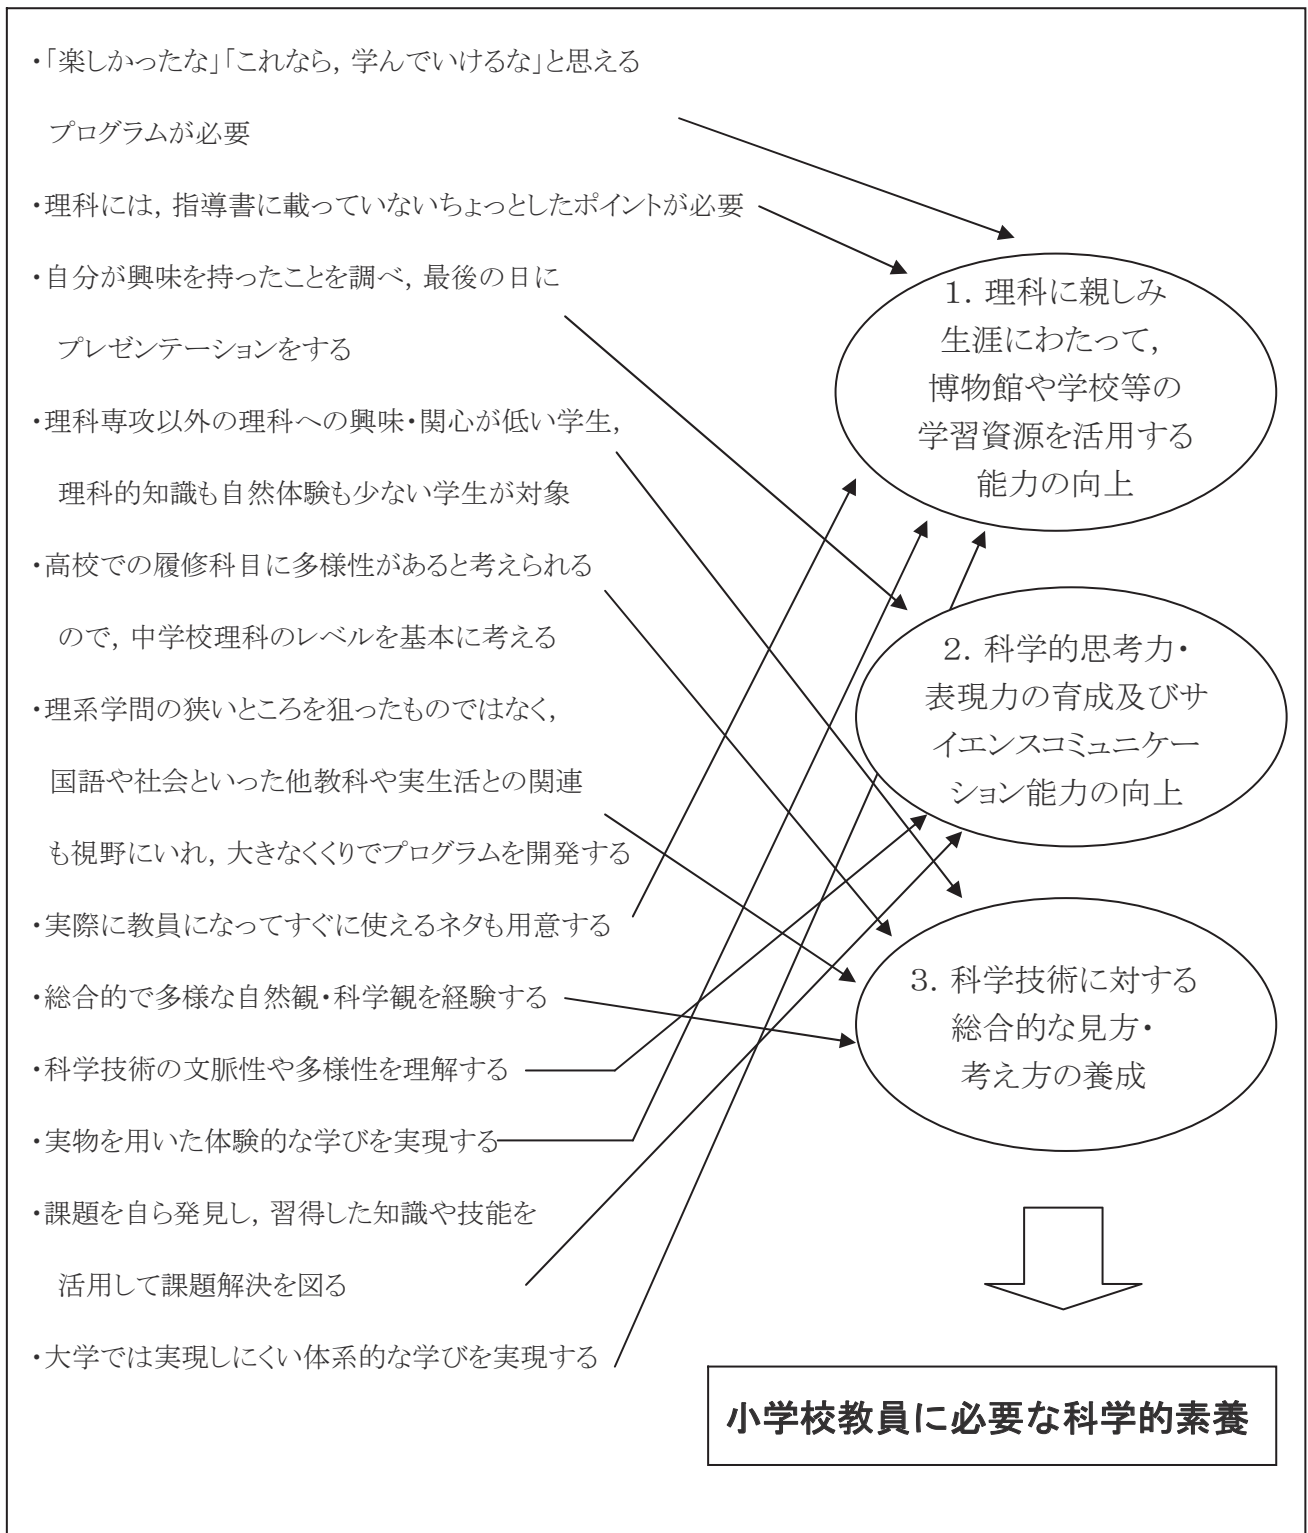 ・「楽しかったな」「これなら，学んでいけるな」と思える
プログラムが必要
・理科には，指導書に載っていないちょっとしたポイントが必要
・自分が興味を持ったことを調べ，最後の日に
プレゼンテーションをする
・理科専攻以外の理科への興味・関心が低い学生，
理科的知識も自然体験も少ない学生が対象
・高校での履修科目に多様性があると考えられる
ので，中学校理科のレベルを基本に考える
・理系学問の狭いところを狙ったものではなく，
国語や社会といった他教科や実生活との関連
も視野にいれ，大きなくくりでプログラムを開発する
・実際に教員になってすぐに使えるネタも用意する
・総合的で多様な自然観・科学観を経験する
・科学技術の文脈性や多様性を理解する
・実物を用いた体験的な学びを実現する
・課題を自ら発見し，習得した知識や技能を
活用して課題解決を図る
・大学では実現しにくい体系的な学びを実現する
1．理科に親しみ
生涯にわたって，
博物館や学校等の
学習資源を活用する
能力の向上
2．科学的思考力・
表現力の育成及びサ
イエンスコミュニケー
ション能力の向上
3．科学技術に対する
総合的な見方・
考え方の養成
小学校教員に必要な科学的素養